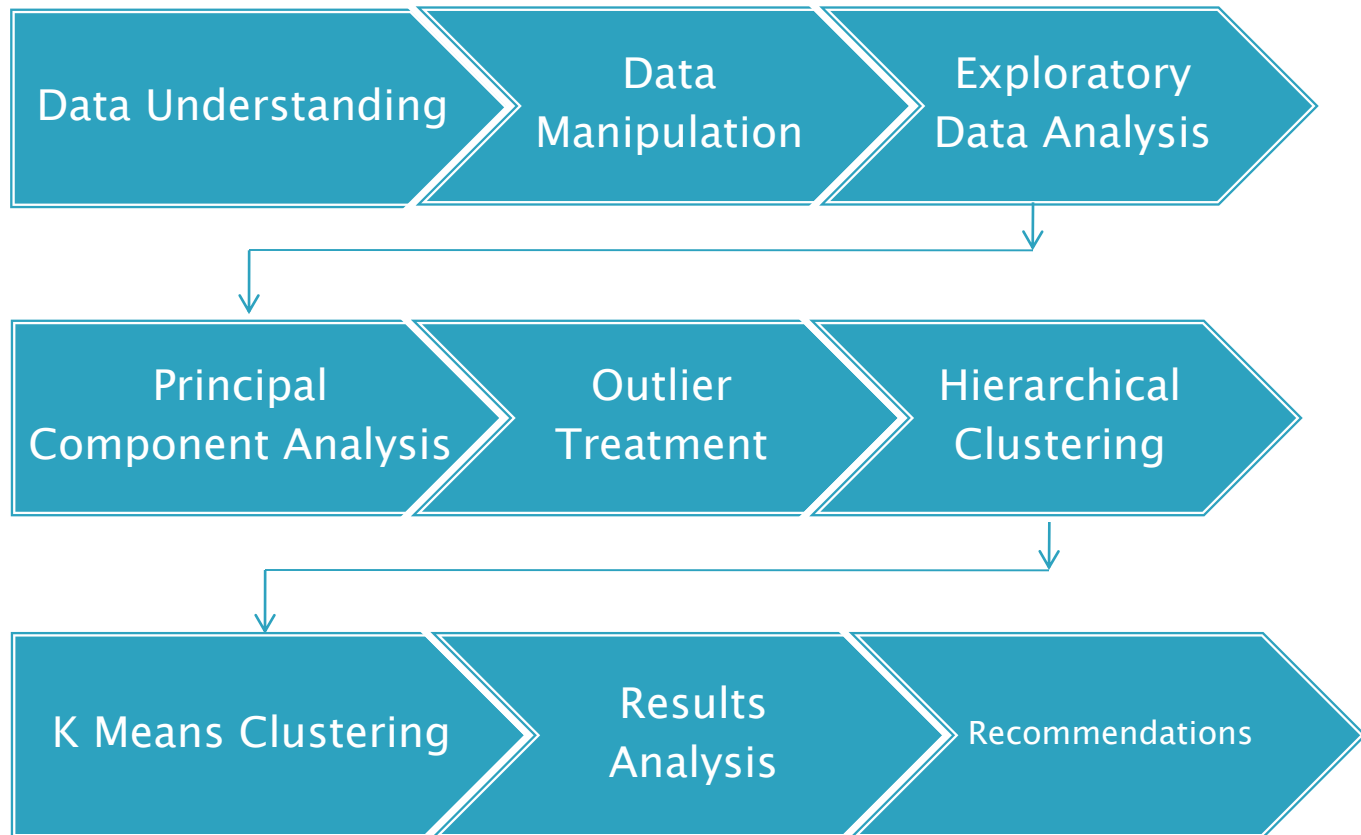 Data Understanding
Data
Manipulation
Exploratory
Data Analysis
Principal
Component Analysis
Outlier
Treatment
Hierarchical
Clustering
K Means Clustering
Results
Analysis
Recommendations